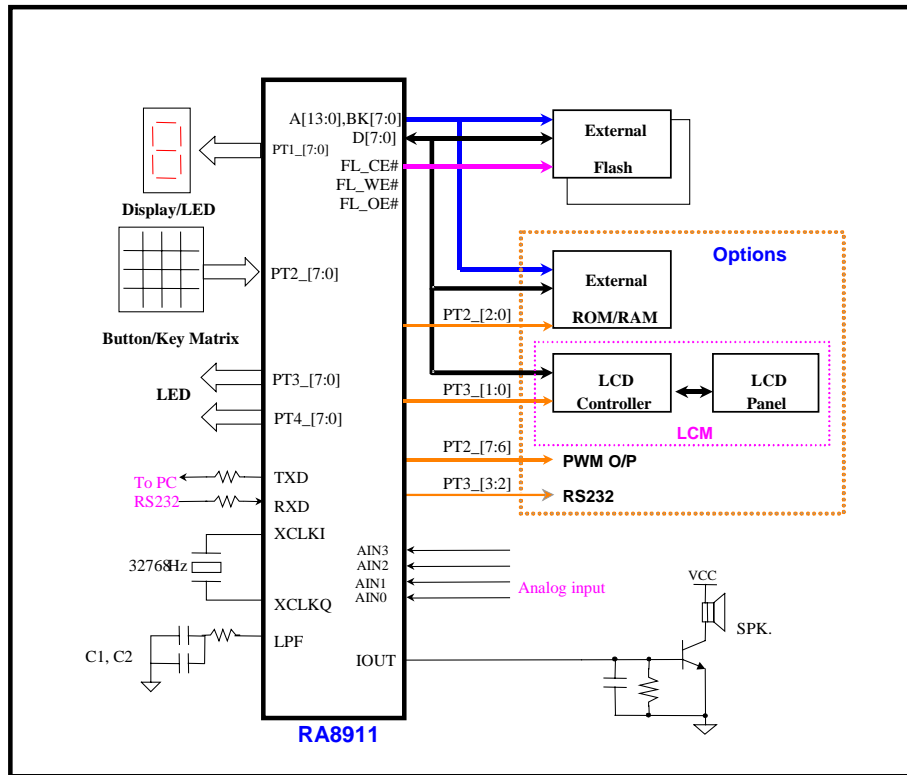 A[13:0],BK[7:0]
D[7:0]
PT1_[7:0]
FL_CE#
FL_WE#
FL_OE#
External
Flash
Display/LED
PT2_[7:0]
Button/Key Matrix
Options
External
ROM/RAM
PT2_[2:0]
PT3_[7:0]
LED
PT4_[7:0]
PT3_[1:0]
LCD
Controller
LCD
Panel
LCM
PT2_[7:6]
PWM O/P
PT3_[3:2]
RS232
To PC
RS232
TXD
RXD
XCLKI
32768Hz
XCLKQ
AIN3
AIN2
AIN1
AIN0
Analog input
C1, C2
LPF
IOUT
VCC
SPK.
RA8911